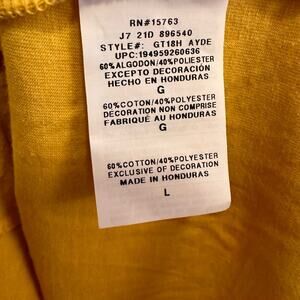 RN#15763
J7 21D 896540
STYLE#: GT18H AYDE
UPC:194959260636
60%ALGODON/40%POLIESTER
EXCEPTO DECORACIÓN
HECHO EN HONDURAS
G
60%COTON/40%POLYESTER
DÉCORATION NON COMPRISE
FABRIQUÉ AU HONDURAS
G
60%COTTON/40%POLYESTER
EXCLUSIVE OF DECORATION
MADE IN HONDURAS
L